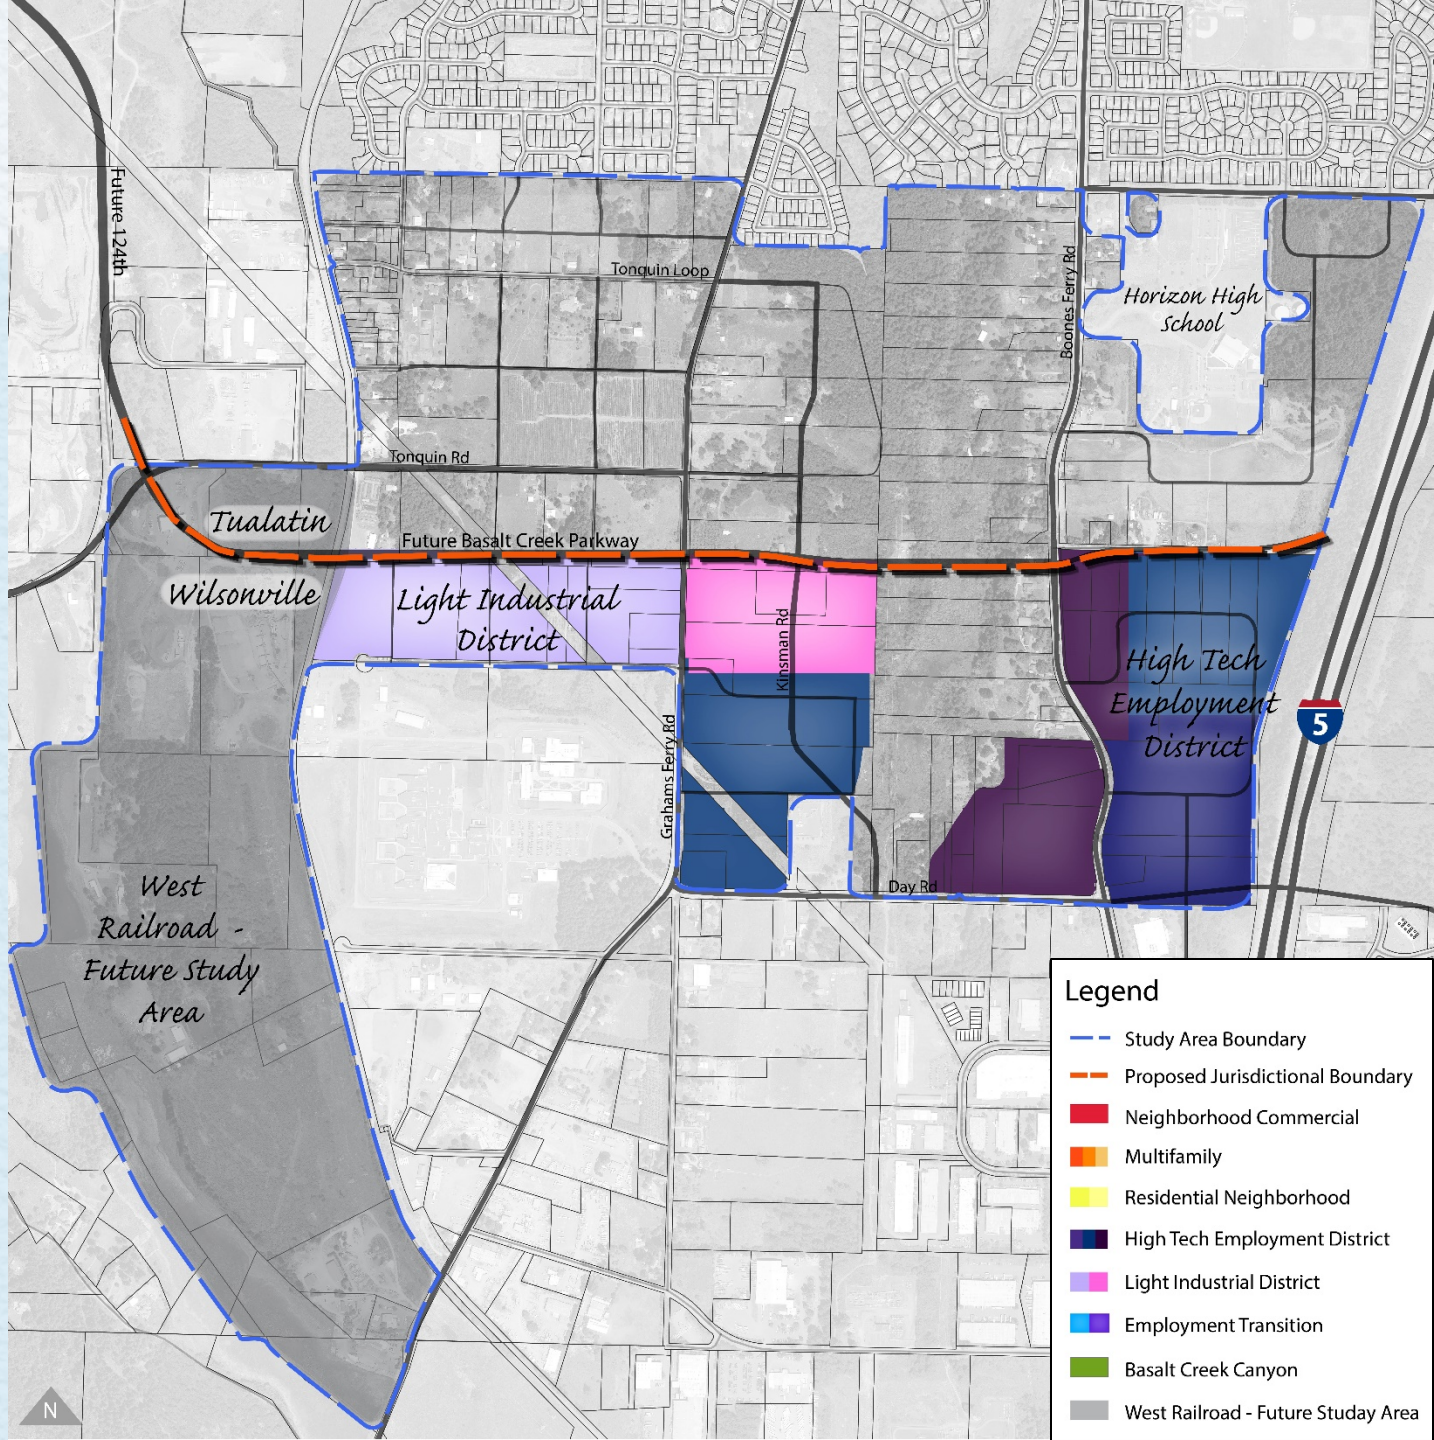 Future 124th
Tonquin Loop
Boones Ferry Rd
Horizon High
School
Tonquin Rd
Tualatin
Future Basalt Creek Parkway
Wilsonville
Light Industrial
District
Kinsman Rd
High Tech
Employment
District
5
Grahams Ferry Rd
West
Railroad -
Future Study
Area
Day Rd
Legend
Study Area Boundary
Proposed Jurisdictional Boundary
Neighborhood Commercial
Multifamily
Residential Neighborhood
High Tech Employment District
Light Industrial District
Employment Transition
Basalt Creek Canyon
West Railroad - Future Studay Area
N